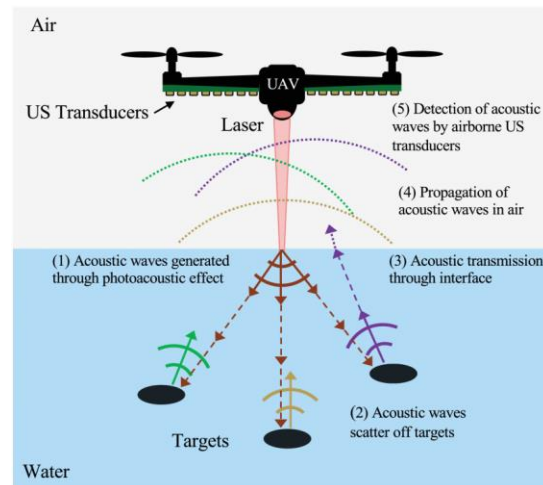 Air
UAV
US Transducers
Laser
(5) Detection of acoustic
waves by airborne US
transducers
(4) Propagation of
acoustic waves in air
(1) Acoustic waves generated
through photoacoustic effect
(3) Acoustic transmission
through interface
(2) Acoustic waves
scatter off targets
Targets
Water